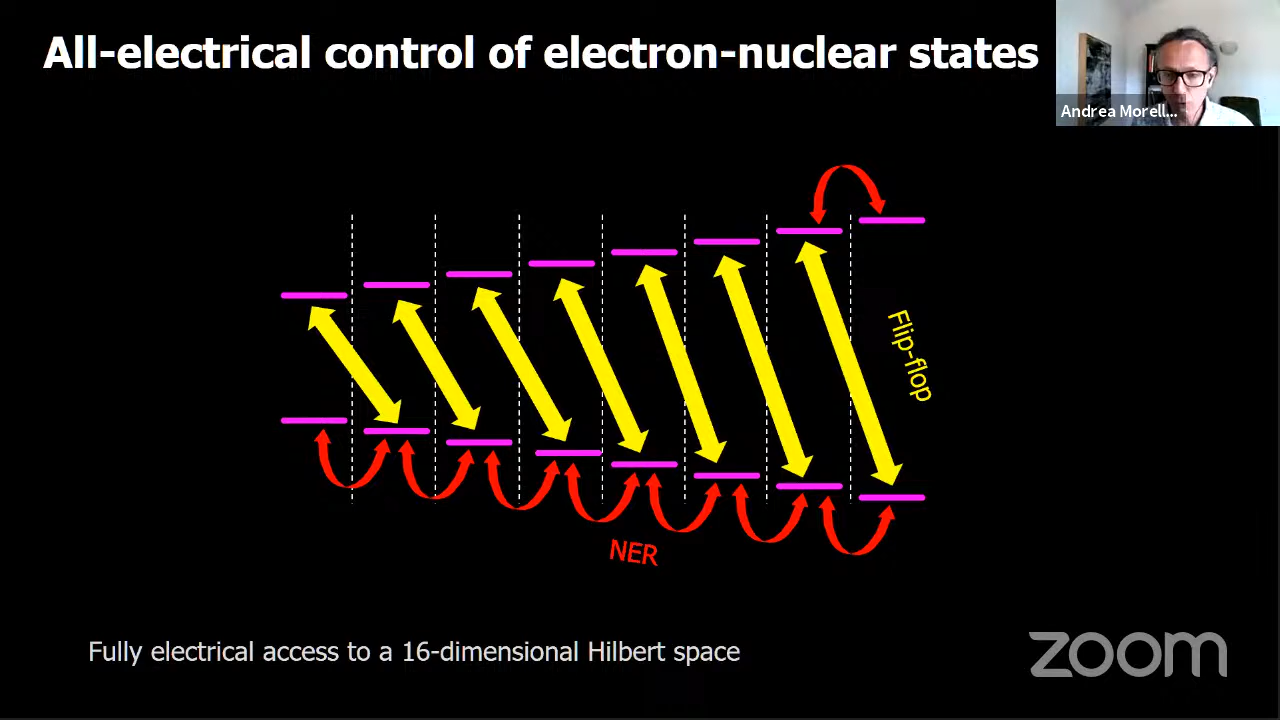 All-electrical control of electron-nuclear states
Andrea Morell...
Flip-flop
NER
Fully electrical access to a 16-dimensional Hilbert space
zoom